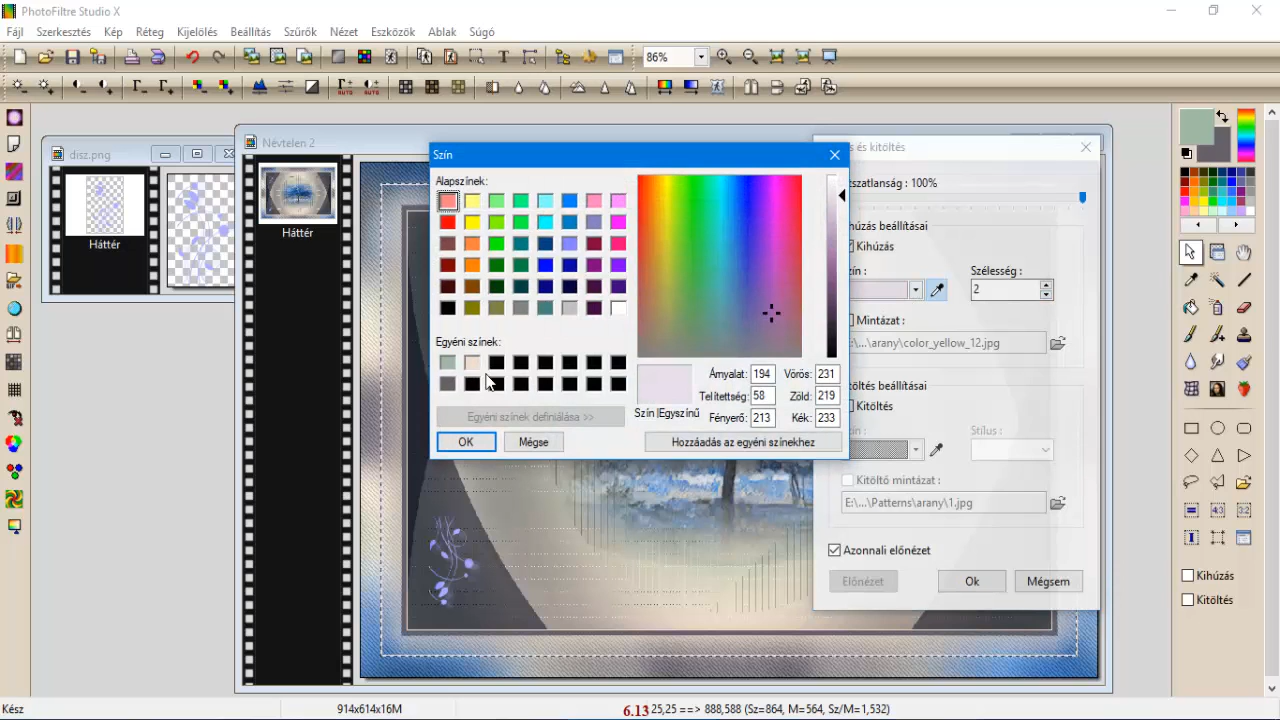 PhotoFiltre Studio X
Fájl Szerkesztés Kép Réteg Kijelölés Beállítás Szűrők Nézet Eszközök Ablak Súgó
86%
disz.png
Háttér
Névtelen 2
Háttér
Szín
Alapszínek:
Egyéni színek:
Egyéni színek definiálása >>
OK Mégse
Árnyalat: 194 Vörös: 231
Telítettség: 58 Zöld: 219
Szín|Egyszínű
Fényerő: 213 Kék: 233
Hozzáadás az egyéni színekhez
s és kitöltés
szatlanság : 100%
húzás beállításai
Kihúzás
zín :
Szélesség :
2
Mintázat :
\...\arany\color_yellow_12.jpg
töltés beállításai
Kitöltés
Stílus :
Kitöltő mintázat :
E:\...\Patterns\arany\1.jpg
Azonnali előnézet
Előnézet Ok Mégsem
Kihúzás
Kitöltés
Kész 914x614x16M 6.13 25,25 ==> 888,588 (Sz=864, M=564, Sz/M=1,532)